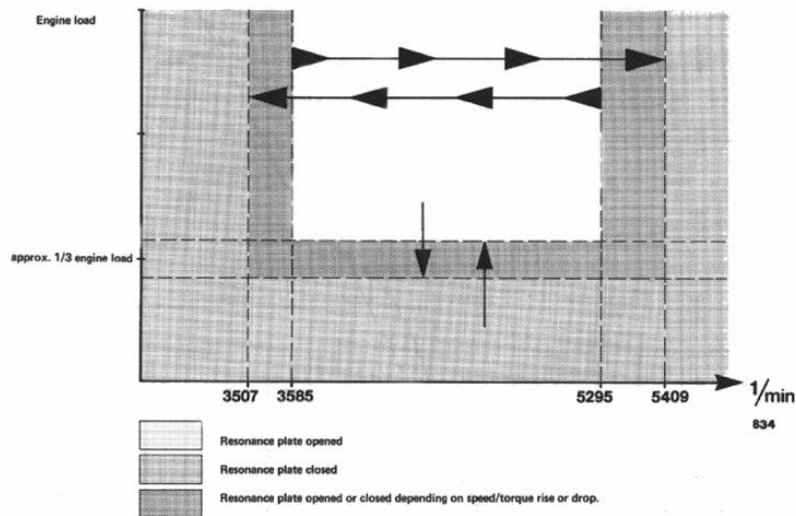 Engine load
approx. 1/3 engine load
3507 3585 5295 5409 1/min
834
Resonance plate opened
Resonance plate closed
Resonance plate opened or closed depending on speed/torque rise or drop.